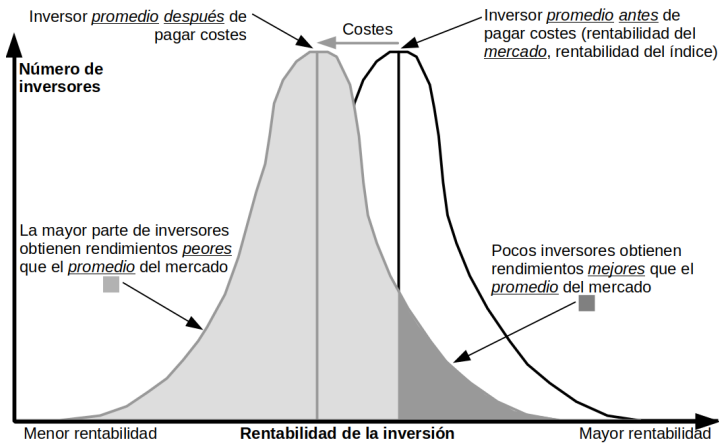 Inversor promedio después de
pagar costes
Costes
Inversor promedio antes de
pagar costes (rentabilidad del
mercado, rentabilidad del índice)
Número de
inversores
La mayor parte de inversores
obtienen rendimientos peores
que el promedio del mercado
Pocos inversores obtienen
rendimientos mejores que el
promedio del mercado
Menor rentabilidad
Rentabilidad de la inversión
Mayor rentabilidad